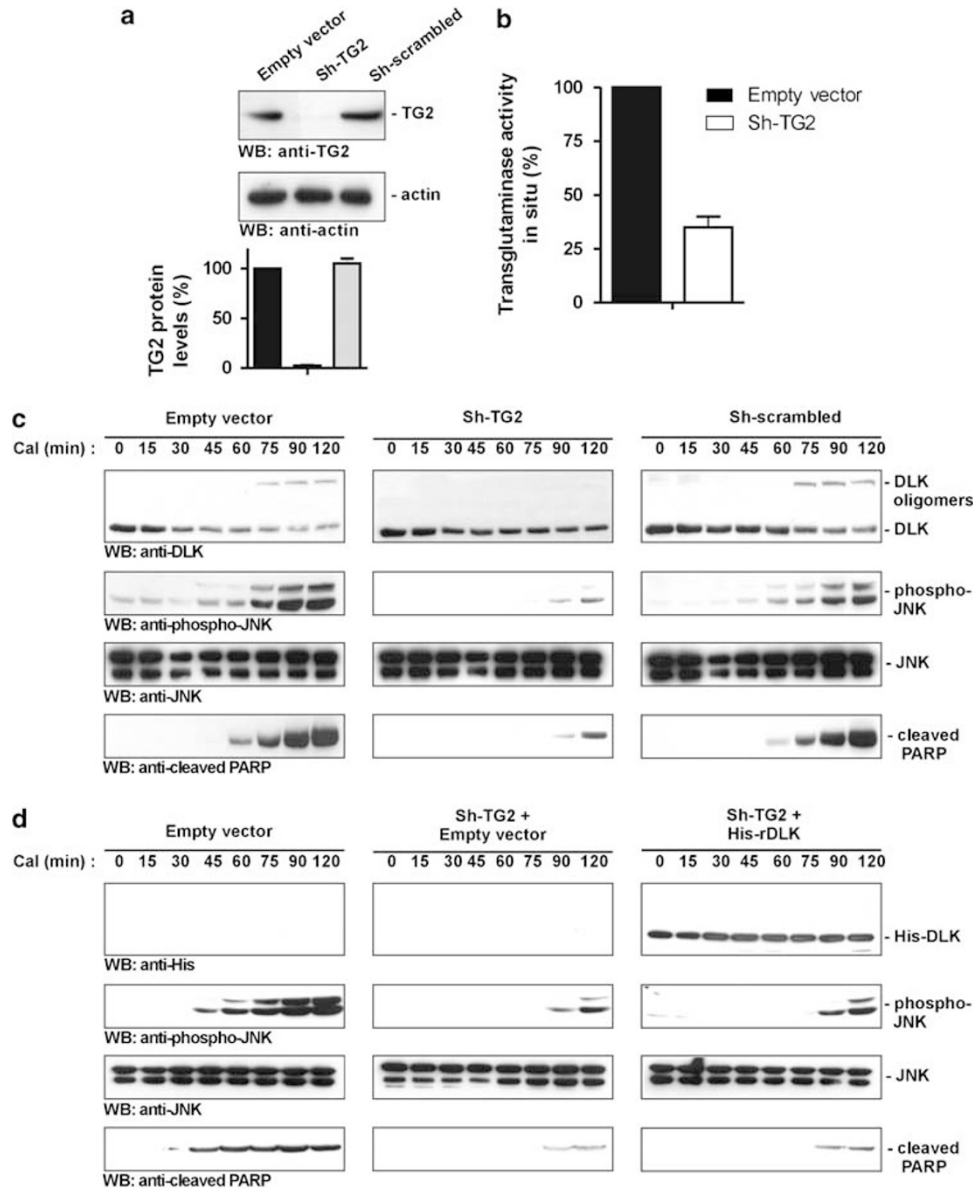 a
Empty vector
Sh-TG2
Sh-scrambled
- TG2
WB: anti-TG2
- actin
WB: anti-actin
TG2 protein
levels (%)
100
50
0
b
Transglutaminase activity
in situ (%)
100
75
50
25
0
Empty vector
Sh-TG2
c
Empty vector
Sh-TG2
Sh-scrambled
Cal (min) : 0 15 30 45 60 75 90 120
0 15 30 45 60 75 90 120
0 15 30 45 60 75 90 120
- DLK
oligomers
- DLK
WB: anti-DLK
- phospho-
JNK
WB: anti-phospho-JNK
- JNK
WB: anti-JNK
- cleaved
PARP
WB: anti-cleaved PARP
d
Empty vector
Sh-TG2 +
Empty vector
Sh-TG2 +
His-rDLK
Cal (min) : 0 15 30 45 60 75 90 120
0 15 30 45 60 75 90 120
0 15 30 45 60 75 90 120
- His-DLK
WB: anti-His
- phospho-
JNK
WB: anti-phospho-JNK
- JNK
WB: anti-JNK
- cleaved
PARP
WB: anti-cleaved PARP